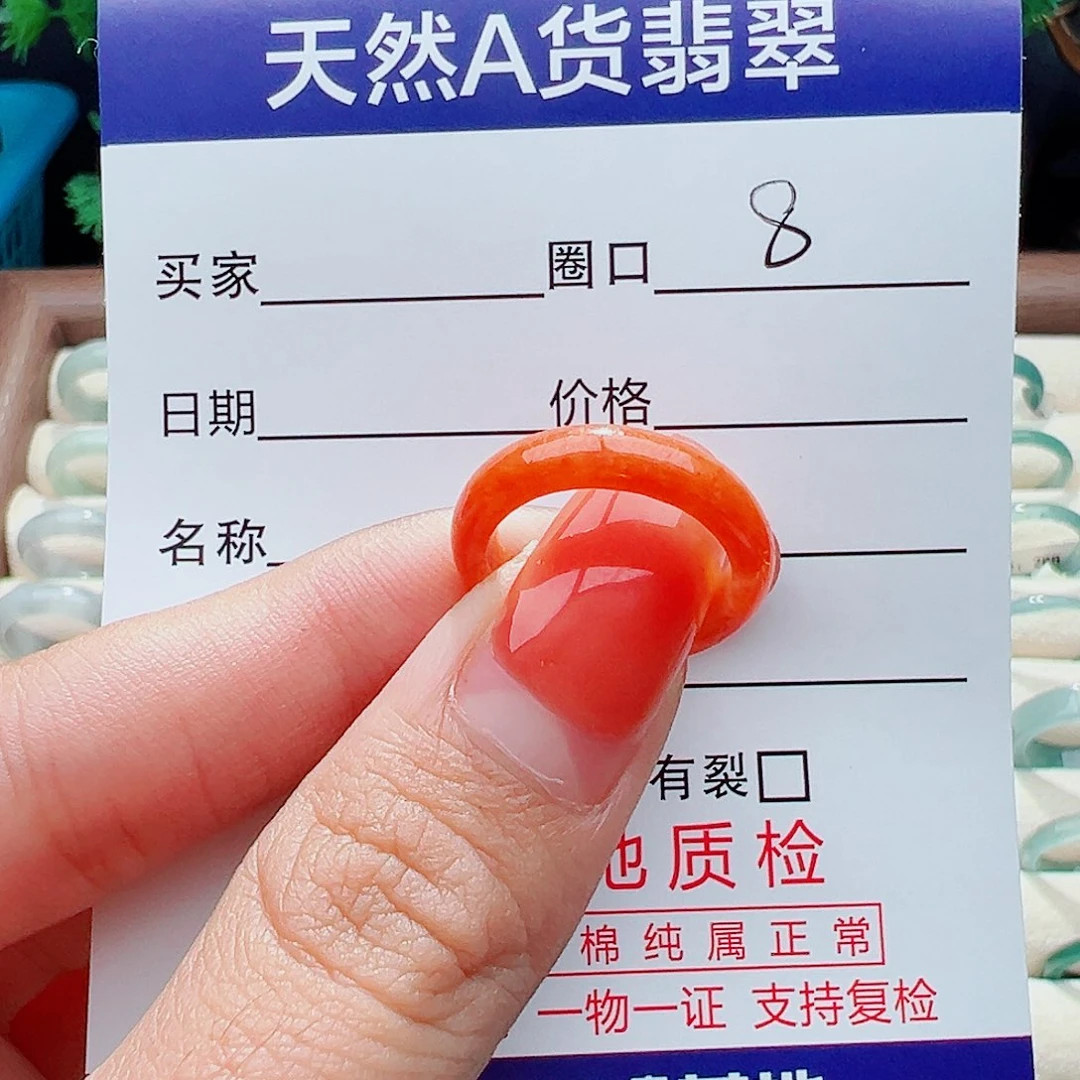 天然A货翡翠
买家 圈口 8
日期 价格
名称
有裂□
质检
棉纯属正常
一物一证 支持复检